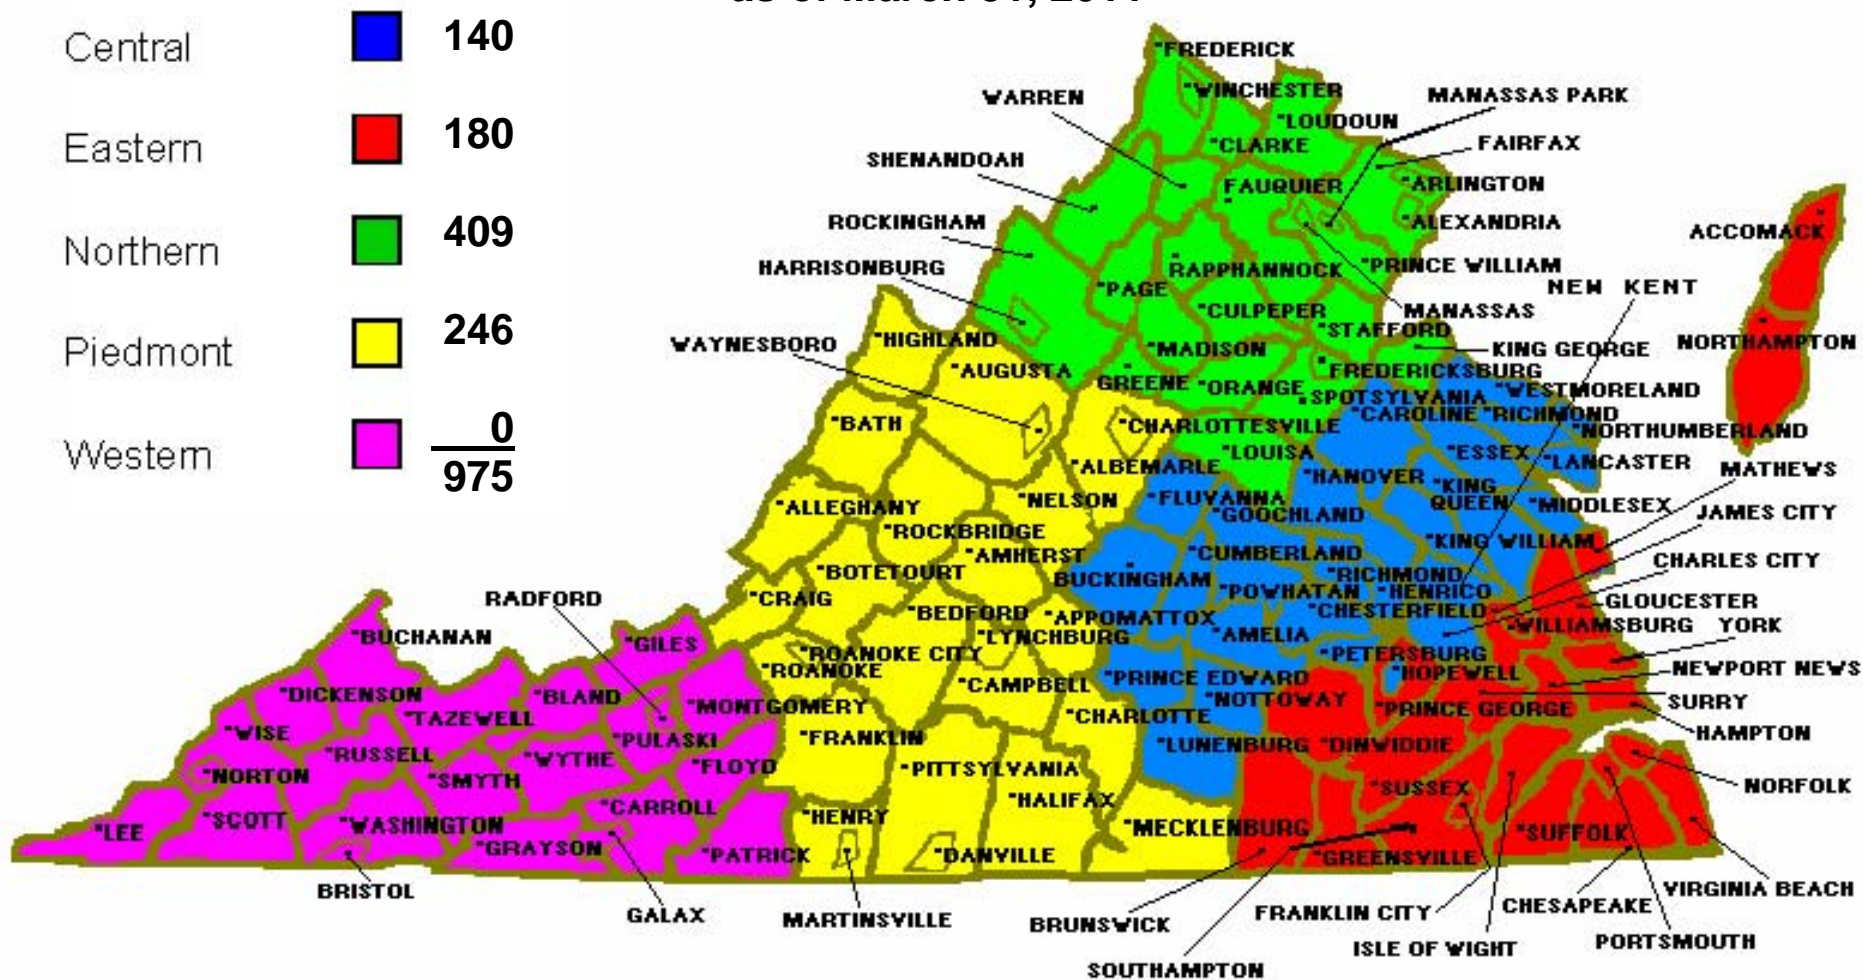 Central 140
Eastern 180
Northern 409
Piedmont 246
Western 0
975
FREDERICK
WINCHESTER
WARREN
MANASSAS PARK
LOUDOUN
CLARKE
FAIRFAX
SHENANDOAH
FAUQUIER
ARLINGTON
ROCKINGHAM
ALEXANDRIA
ACCOMACK
HARRISONBURG
RAPPHANNOCK
PRINCE WILLIAM
PAGE
NEW KENT
CULPEPER
MANASSAS
STAFFORD
WAYNESBORO
HIGHLAND
MADISON
KING GEORGE
NORTHAMPTON
AUGUSTA
GREENE
ORANGE
FREDERICKSBURG
SPOTSYLVANIA
WESTMORELAND
BATH
CHARLOTTESVILLE
CAROLINE
RICHMOND
NORTHUMBERLAND
LOUISA
ESSEX
LANCASTER
MATHEWS
ALBEMARLE
HANOVER
KING
QUEEN
ALLEGHANY
NELSON
FLUVANNA
GOOCHLAND
MIDDLESEX
JAMES CITY
ROCKBRIDGE
KING WILLIAM
AMHERST
CUMBERLAND
CHARLES CITY
BOTETOURT
BUCKINGHAM
RICHMOND
POWHATAN
HENRICO
RADFORD
CRAIG
BEDFORD
APPOMATTOX
CHESTERFIELD
GLOUCESTER
BUCHANAN
GILES
LYNCHBURG
AMELIA
WILLIAMSBURG
YORK
ROANOKE CITY
ROANOKE
PETERSBURG
HOPEWELL
NEWPORT NEWS
DICKENSON
BLAND
CAMPBELL
PRINCE EDWARD
NOTTOWAY
SURRY
TAZEWELL
MONTGOMERY
CHARLOTTE
PRINCE GEORGE
WISE
PULASKI
FRANKLIN
LUNENBURG
DINWIDDIE
HAMPTON
RUSSELL
WYTHE
FLOYD
PITTSYLVANIA
NORTON
SMYTH
SUSSEX
NORFOLK
CARROLL
HALIFAX
LEE
SCOTT
WASHINGTON
HENRY
MECKLENBURG
SUFFOLK
GRAYSON
PATRICK
DANVILLE
GREENSVILLE
BRISTOL
VIRGINIA BEACH
GALAX
MARTINSVILLE
BRUNSWICK
FRANKLIN CITY
CHESAPEAKE
ISLE OF WIGHT
PORTSMOUTH
SOUTHAMPTON